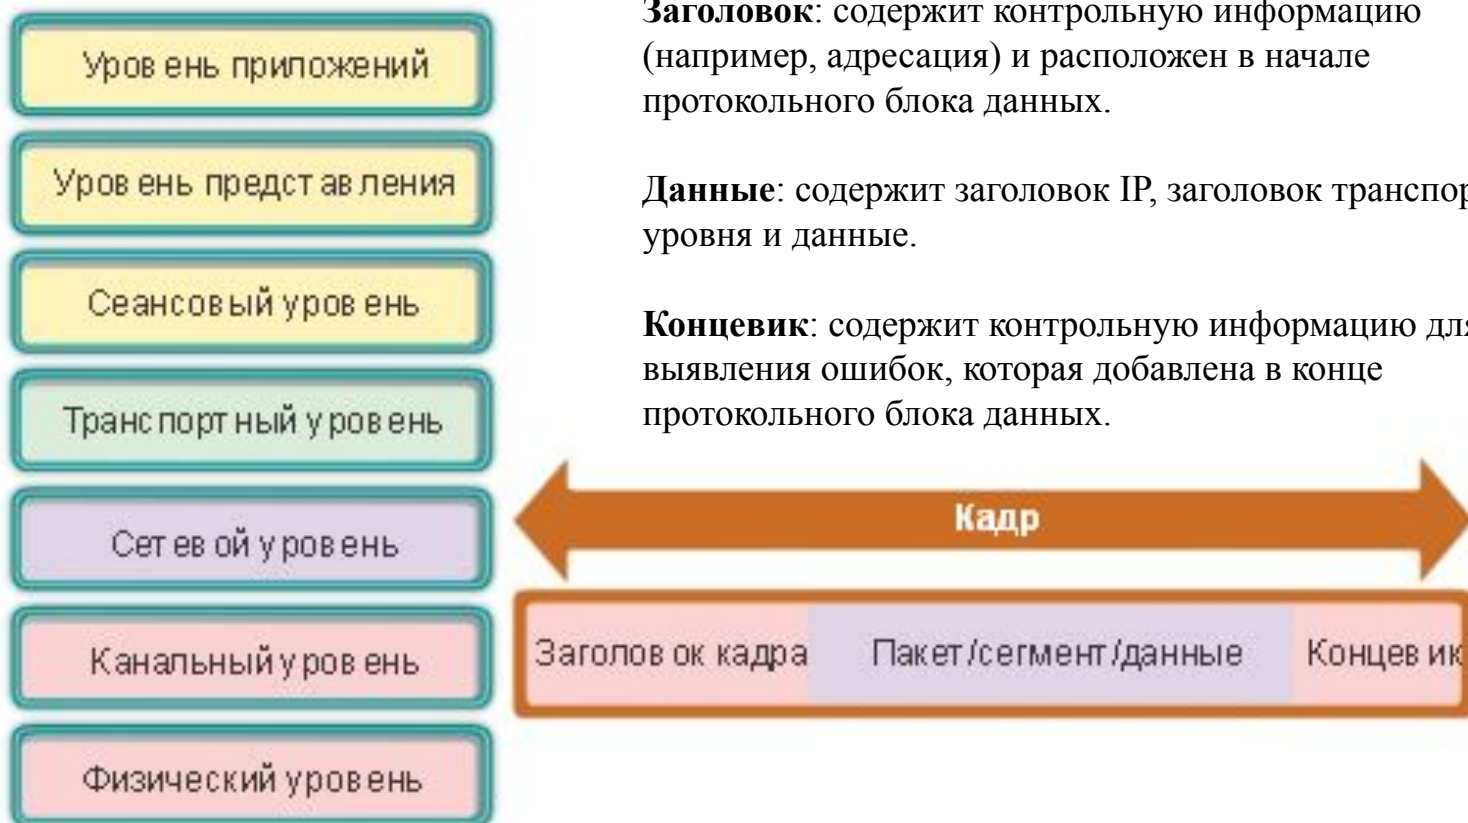 Уровень приложений
Уровень представления
Сеансовый уровень
Транспортный уровень
Сетевой уровень
Канальный уровень
Физический уровень
Заголовок: содержит контрольную информацию
(например, адресация) и расположен в начале
протокольного блока данных.
Данные: содержит заголовок IP, заголовок
уровня и данные.
Концевик: содержит контрольную информацию
выявления ошибок, которая добавлена в конце
протокольного блока данных.
Кадр
Заголовок кадра
Пакет/сегмент/данные
Концевик